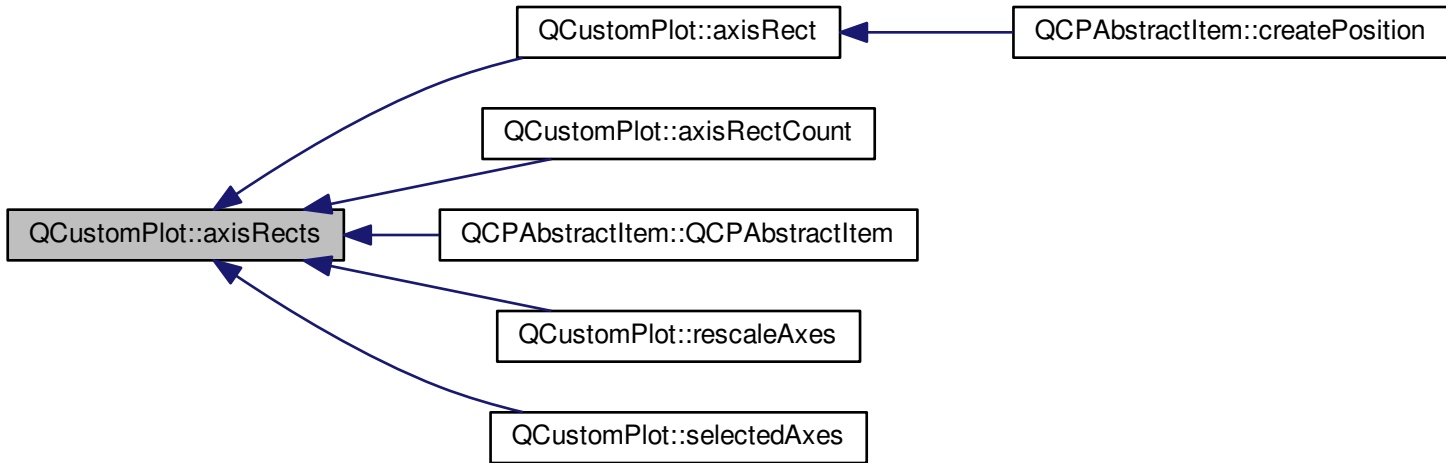 QCustomPlot::axisRect
QCPAbstractItem::createPosition
QCustomPlot::axisRectCount
QCustomPlot::axisRects
QCPAbstractItem::QCPAbstractItem
QCustomPlot::rescaleAxes
QCustomPlot::selectedAxes